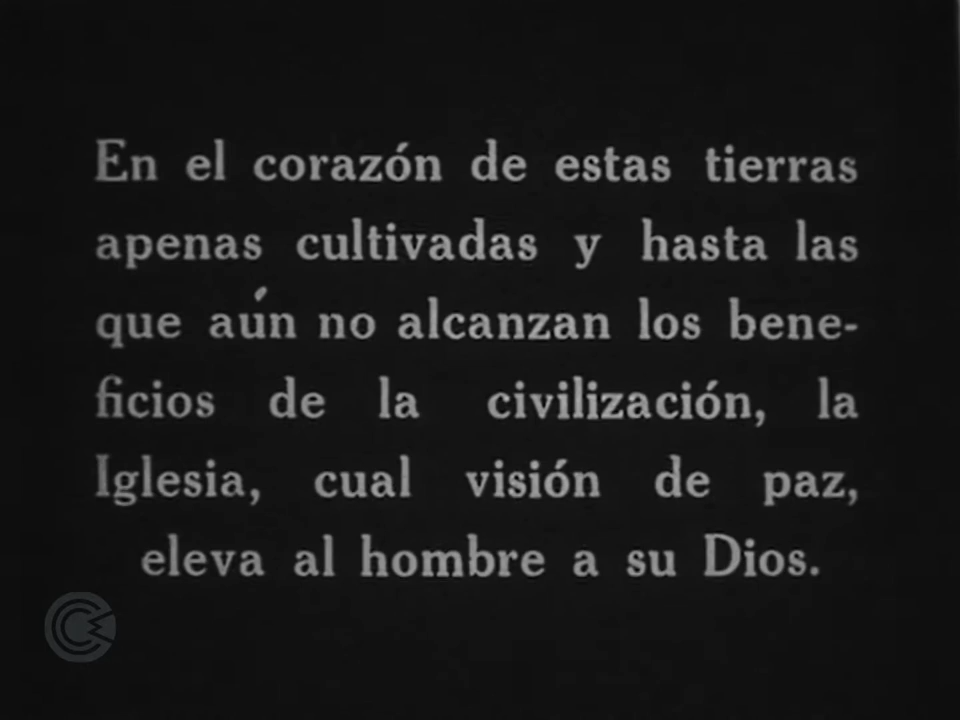 En el corazón de estas tierras
apenas cultivadas y hasta las
que aún no alcanzan los bene-
ficios de la civilización, la
Iglesia, cual visión de paz,
eleva al hombre a su Dios.